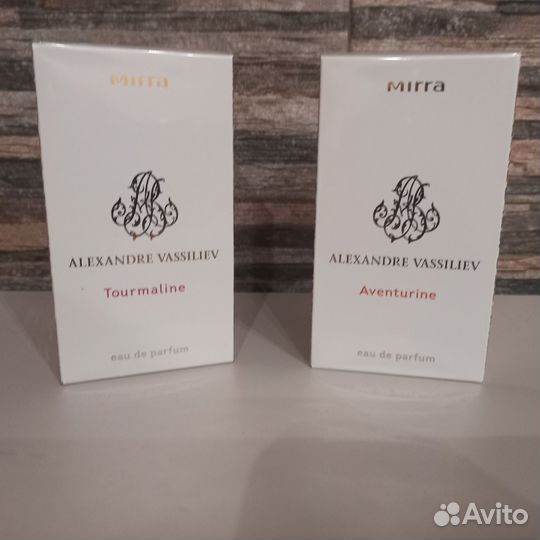 Mirra
ALEXANDRE VASSILIEV
Tourmaline
eau de parfum
Mirra
ALEXANDRE VASSILIEV
Aventurine
eau de parfum
Avito